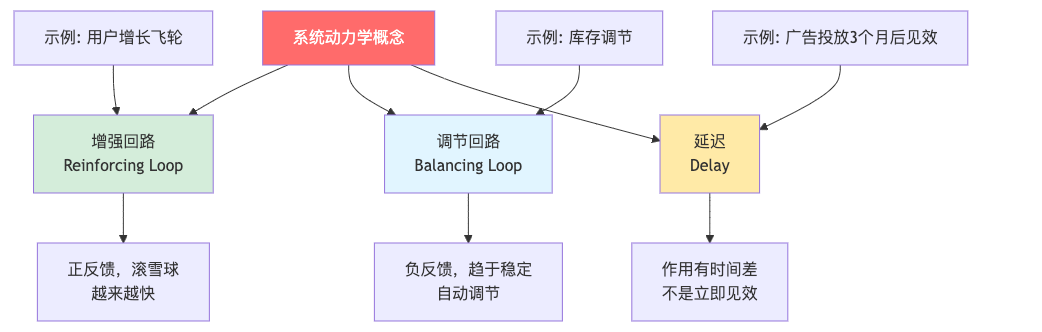 示例: 用户增长飞轮
系统动力学概念
示例: 库存调节
示例: 广告投放3个月后见效
增强回路
Reinforcing Loop
调节回路
Balancing Loop
延迟
Delay
正反馈，滚雪球
越来越快
负反馈，趋于稳定
自动调节
作用有时间差
不是立即见效